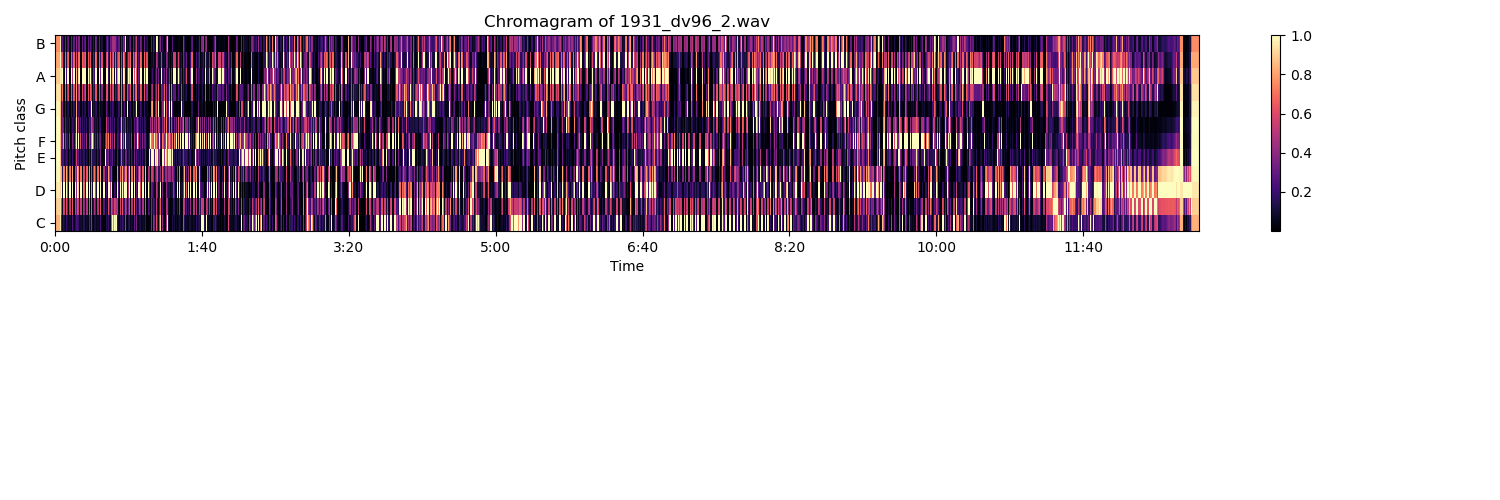 Chromagram of 1931_dv96_2.wav
Pitch class
B
A
G
F
E
D
C
0:00 1:40 3:20 5:00 6:40 8:20 10:00 11:40
Time
1.0
0.8
0.6
0.4
0.2